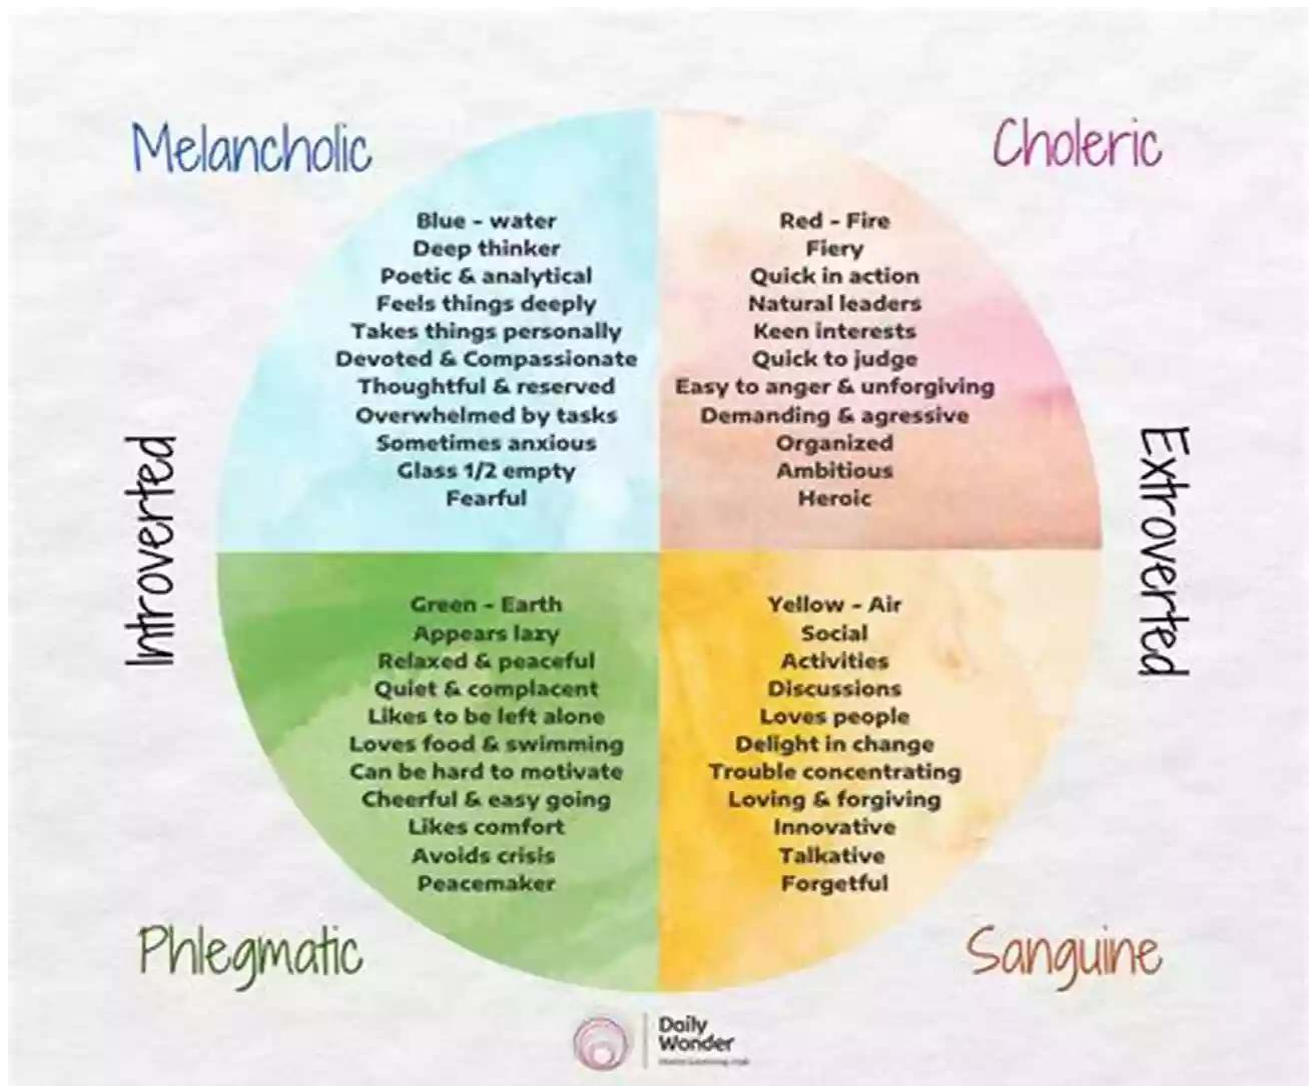 Melancholic
Choleric
Blue - water
Deep thinker
Poetic & analytical
Feels things deeply
Takes things personally
Devoted & Compassionate
Thoughtful & reserved
Overwhelmed by tasks
Sometimes anxious
Glass 1/2 empty
Fearful
Red - Fire
Fiery
Quick in action
Natural leaders
Keen interests
Quick to judge
Easy to anger & unforgiving
Demanding & agressive
Organized
Ambitious
Heroic
Introverted
Extroverted
Green - Earth
Appears lazy
Relaxed & peaceful
Quiet & complacent
Likes to be left alone
Loves food & swimming
Can be hard to motivate
Cheerful & easy going
Likes comfort
Avoids crisis
Peacemaker
Yellow - Air
Social
Activities
Discussions
Loves people
Delight in change
Trouble concentrating
Loving & forgiving
Innovative
Talkative
Forgetful
Phlegmatic
Sanguine
Daily
Wonder